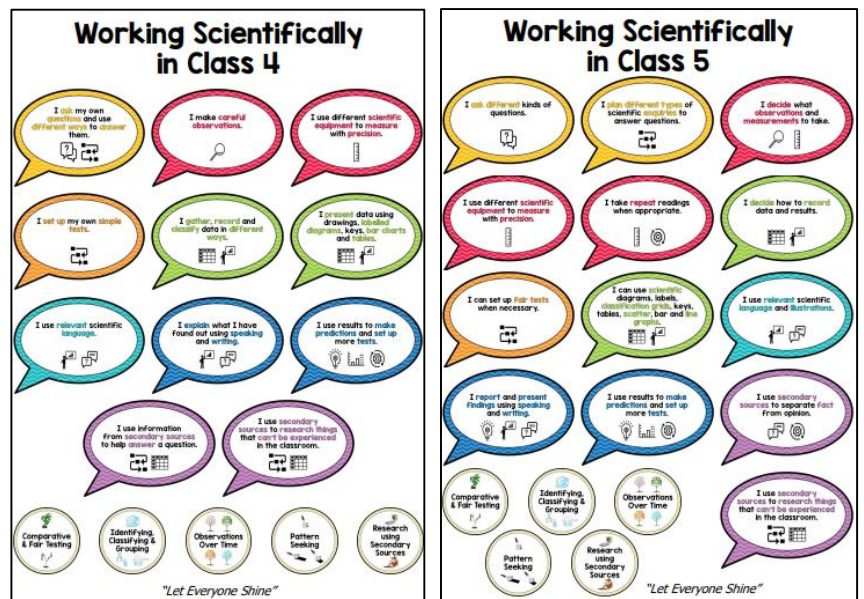 Working Scientifically
in Class 4
I ask my own
questions and use
different ways to answer
them.
I make careful
observations.
I use different scientific
equipment to measure
with precision.
I set up my own simple
tests.
I gather, record and
classify data in different
ways.
I present data using
drawings, labelled
diagrams, keys, bar charts
and tables.
I use relevant scientific
language.
I explain what I have
found out using speaking
and writing.
I use results to make
predictions and set up
more tests.
I use information
from secondary sources
to help answer a question.
I use secondary
sources to research things
that can't be experienced
in the classroom.
Comparative
& Fair Testing
Identifying,
Classifying &
Grouping
Observations
Over Time
Pattern
Seeking
Research
using
Secondary
Sources
"Let Everyone Shine"
Working Scientifically
in Class 5
I ask different kinds of
questions.
I plan different types of
scientific enquiries to
answer questions.
I decide what
observations and
measurements to take.
I use different scientific
equipment to measure
with precision.
I take repeat readings
when appropriate.
I decide how to record
data and results.
I can set up fair tests
when necessary.
I can use scientific
diagrams, labels,
classification grids, keys,
tables, scatter, bar and line
graphs.
I use relevant scientific
language and illustrations.
I report and present
findings using speaking
and writing.
I use results to make
predictions and set up
more tests.
I use secondary
sources to separate fact
from opinion.
I use secondary
sources to research things
that can't be experienced
in the classroom.
Comparative
& Fair Testing
Identifying,
Classifying &
Grouping
Observations
Over Time
Pattern
Seeking
Research
using
Secondary
Sources
"Let Everyone Shine"